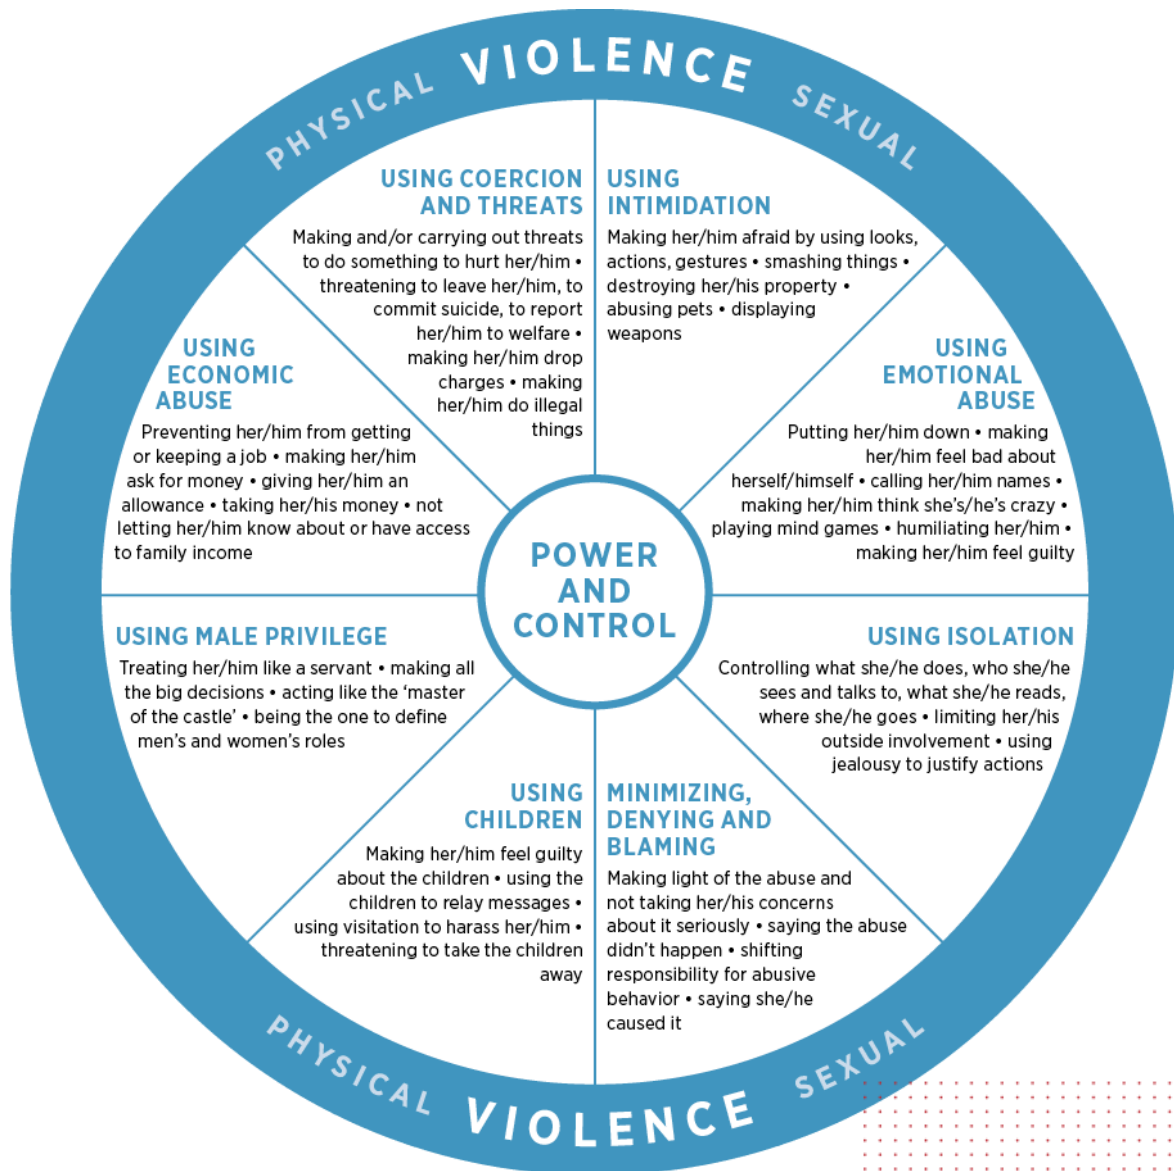 PHYSICAL VIOLENCE SEXUAL
USING COERCION
AND THREATS
Making and/or carrying out threats
to do something to hurt her/him •
threatening to leave her/him, to
commit suicide, to report
her/him to welfare •
making her/him drop
charges • making
her/him do illegal
things
USING
INTIMIDATION
Making her/him afraid by using looks,
actions, gestures • smashing things •
destroying her/his property •
abusing pets • displaying
weapons
USING
ECONOMIC
ABUSE
Preventing her/him from getting
or keeping a job • making her/him
ask for money • giving her/him an
allowance • taking her/his money • not
letting her/him know about or have access
to family income
USING
EMOTIONAL
ABUSE
Putting her/him down • making
her/him feel bad about
herself/himself • calling her/him names •
making her/him think she’s/he’s crazy •
playing mind games • humiliating her/him •
making her/him feel guilty
POWER
AND
CONTROL
USING MALE PRIVILEGE
Treating her/him like a servant • making all
the big decisions • acting like the ‘master
of the castle’ • being the one to define
men’s and women’s roles
USING ISOLATION
Controlling what she/he does, who she/he
sees and talks to, what she/he reads,
where she/he goes • limiting her/his
outside involvement • using
jealousy to justify actions
USING
CHILDREN
Making her/him feel guilty
about the children • using the
children to relay messages •
using visitation to harass her/him •
threatening to take the children
away
MINIMIZING,
DENYING AND
BLAMING
Making light of the abuse and
not taking her/his concerns
about it seriously • saying the abuse
didn’t happen • shifting
responsibility for abusive
behavior • saying she/he
caused it
PHYSICAL VIOLENCE SEXUAL